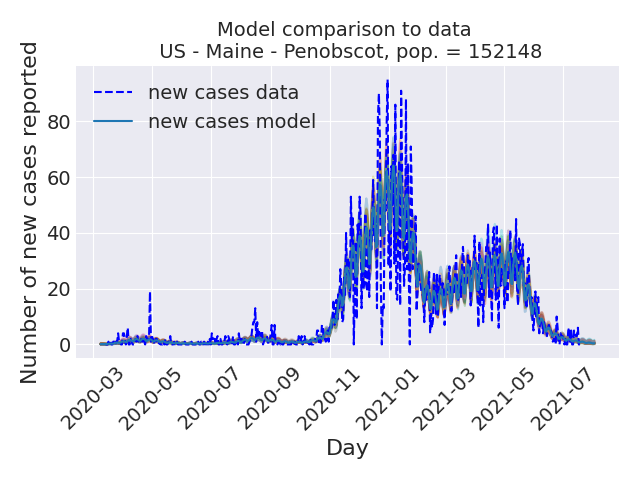 Model comparison to data
US - Maine - Penobscot, pop. = 152148
Number of new cases reported
new cases data
new cases model
80
60
40
20
0
2020-03
2020-05
2020-07
2020-09
2020-11
2021-01
2021-03
2021-05
2021-07
Day